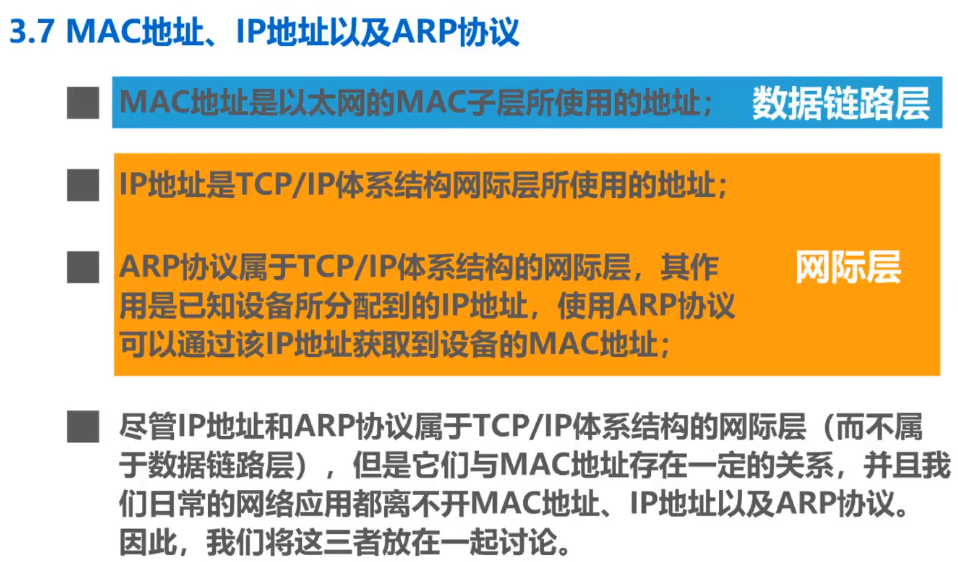 3.7 MAC地址、IP地址以及ARP协议
MAC地址是以太网的MAC子层所使用的地址； 数据链路层
IP地址是TCP/IP体系结构网际层所使用的地址；
ARP协议属于TCP/IP体系结构的网际层，其作
用是已知设备所分配到的IP地址，使用ARP协议
可以通过该IP地址获取到设备的MAC地址；
网际层
尽管IP地址和ARP协议属于TCP/IP体系结构的网际层（而不属
于数据链路层），但是它们与MAC地址存在一定的关系，并且我
们日常的网络应用都离不开MAC地址、IP地址以及ARP协议。
因此，我们将这三者放在一起讨论。